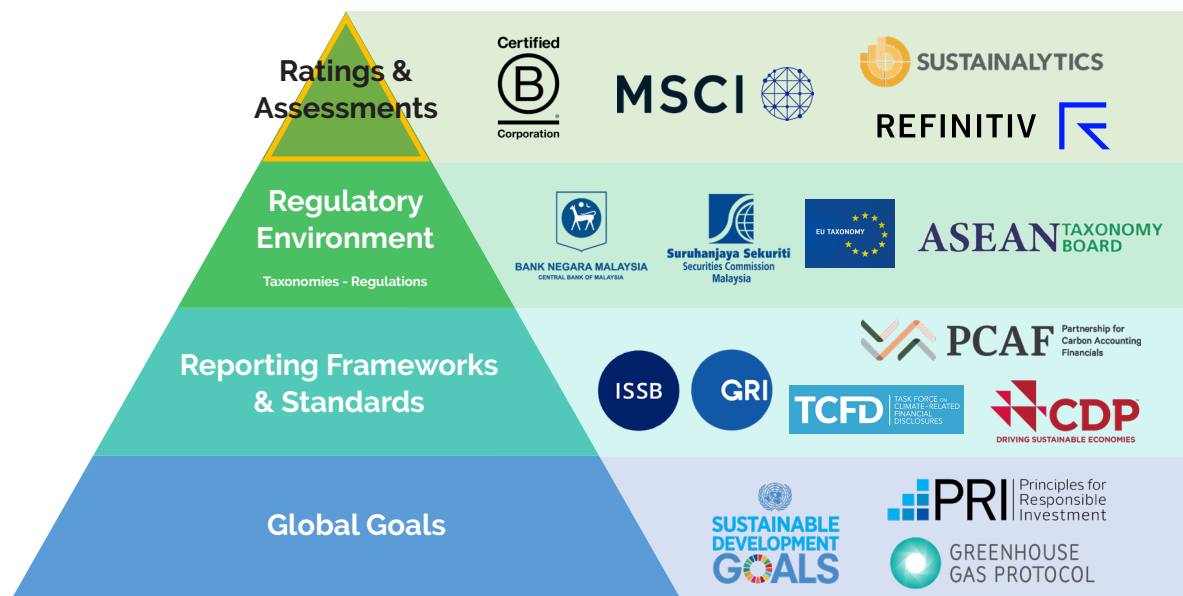 Ratings &
Assessments
Certified
B
®
Corporation
MSCI
SUSTAINALYTICS
REFINITIV
Regulatory
Environment
Taxonomies - Regulations
BANK NEGARA MALAYSIA
CENTRAL BANK OF MALAYSIA
Suruhanjaya Sekuriti
Securities Commission
Malaysia
EU TAXONOMY
ASEAN TAXONOMY
BOARD
Reporting Frameworks
& Standards
ISSB
GRI
PCAF
Partnership for
Carbon Accounting
Financials
TCFD
TASK FORCE ON
CLIMATE-RELATED
FINANCIAL
DISCLOSURES
CDP
DRIVING SUSTAINABLE ECONOMIES
Global Goals
SUSTAINABLE
DEVELOPMENT
GOALS
PRI
Principles for
Responsible
Investment
GREENHOUSE
GAS PROTOCOL